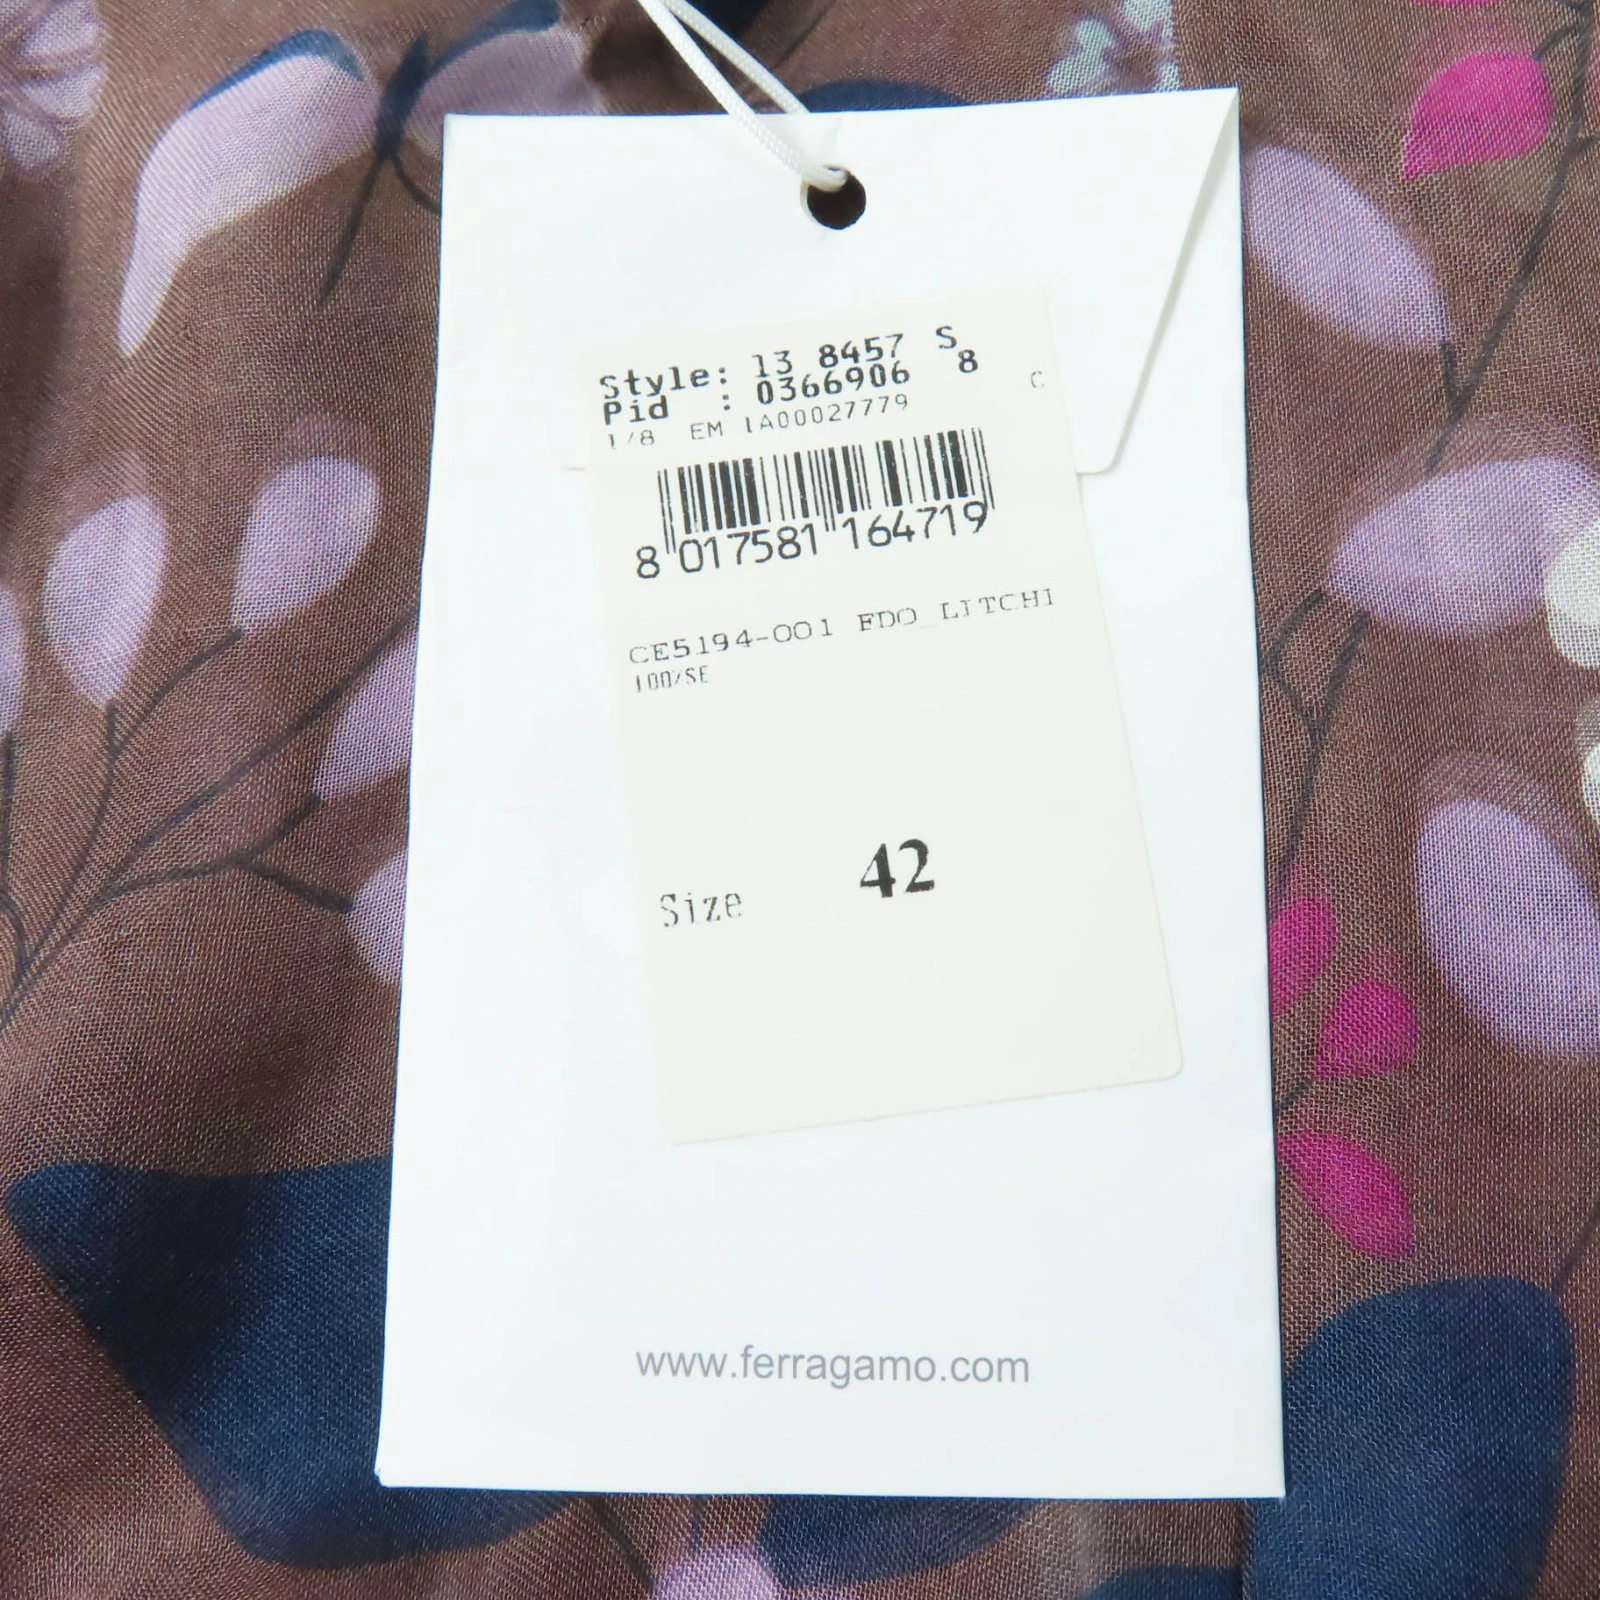 Style: 13 8457 S
Pid : 0366906 8
C
1/8 EM 1A00027779
8 017581 164719
CE5194-001 FDO_LITCHI
100%SE
Size 42
www.ferragamo.com